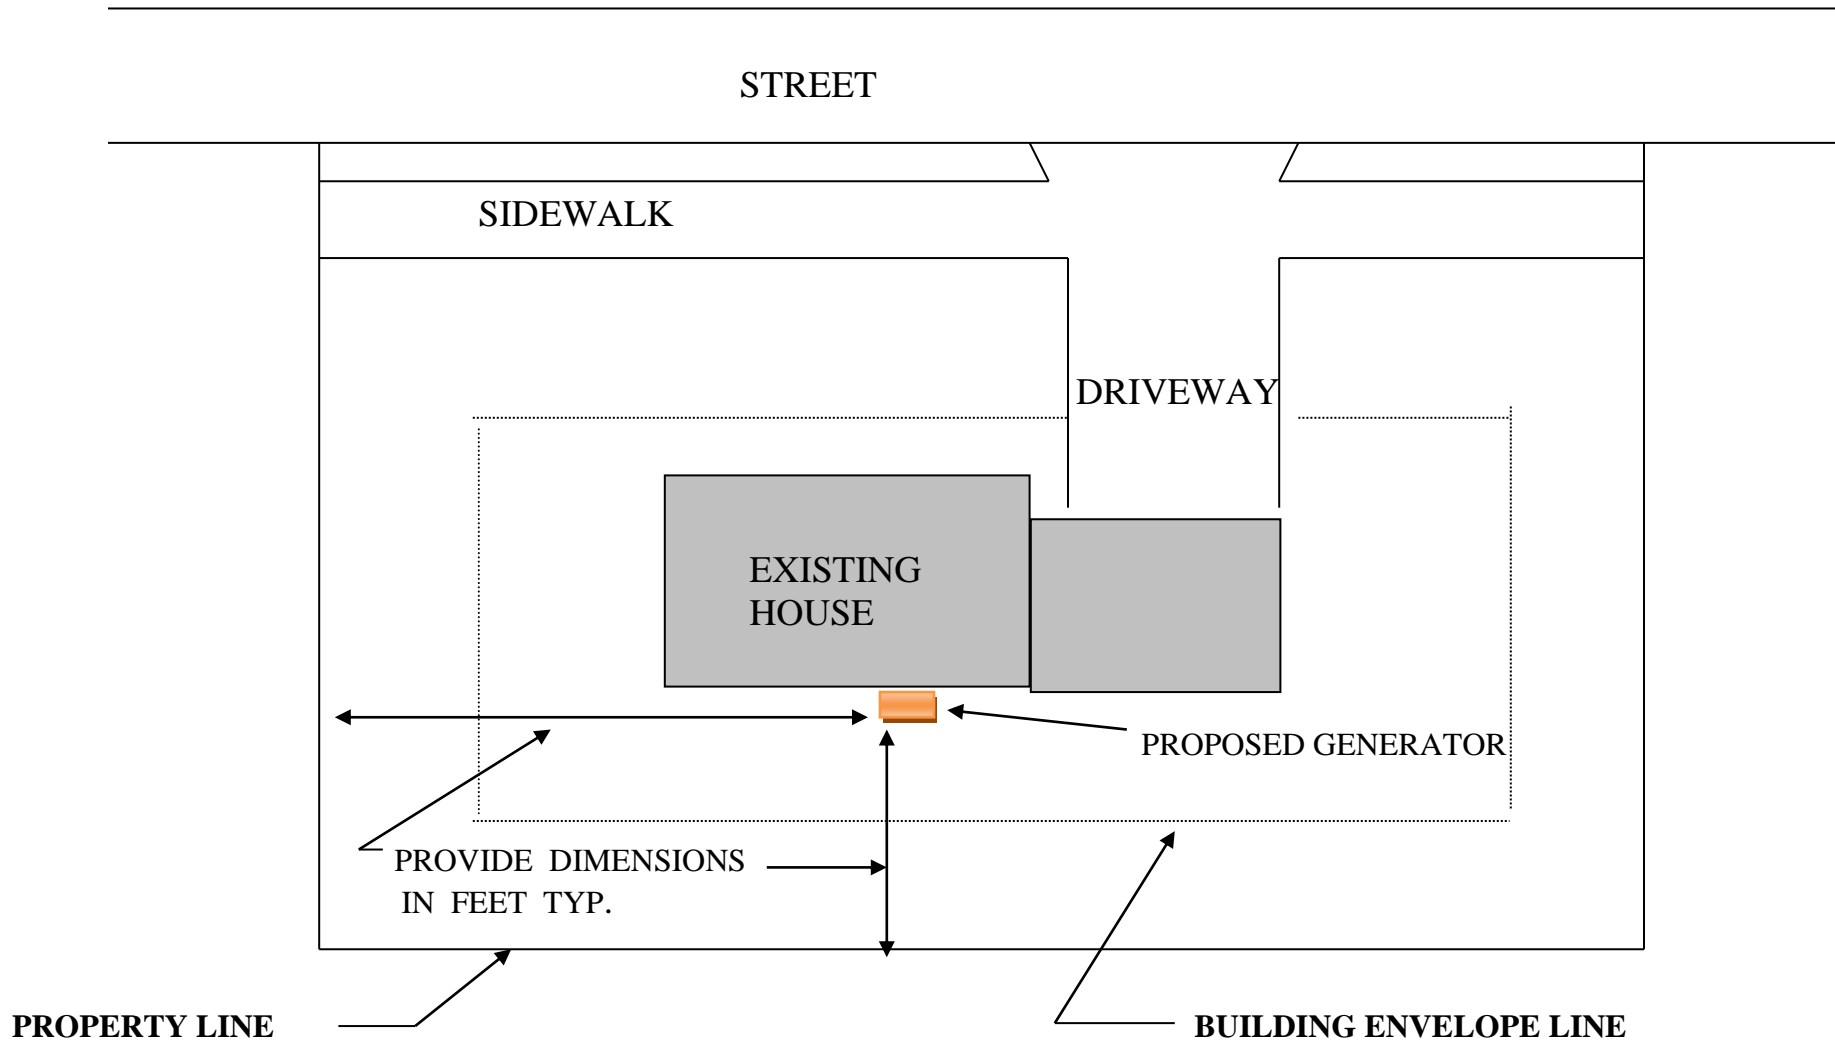 STREET
SIDEWALK
DRIVEWAY
EXISTING
HOUSE
PROPOSED GENERATOR
PROVIDE DIMENSIONS
IN FEET TYP.
PROPERTY LINE
BUILDING ENVELOPE LINE